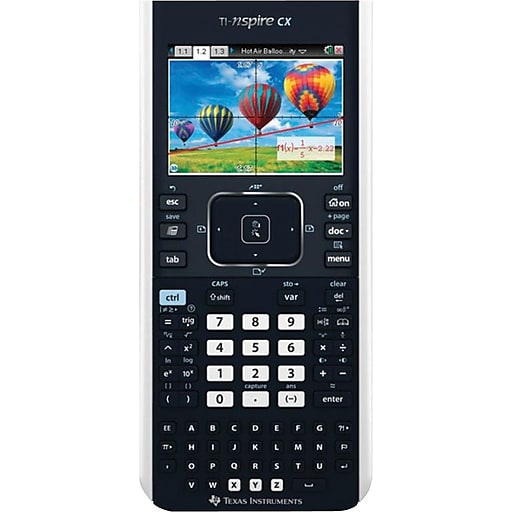 TI-nspire CX
1.1 1.2 1.3 Hot Air Balloo...ity
f1(x)=1/5x-2.22
off
esc on
save +page
doc
tab menu
CAPS sto→ clear
ctrl ⇧shift var del
= trig 7 8 9
^ x² 4 5 6 × ÷
ln log
eˣ 10ˣ 1 2 3 + −
capture ans
( ) 0 . (−) enter
EE A B C D E F G ?!▸
π▸ H I J K L M N
, O P Q R S T U ↵
V W X Y Z
TEXAS INSTRUMENTS